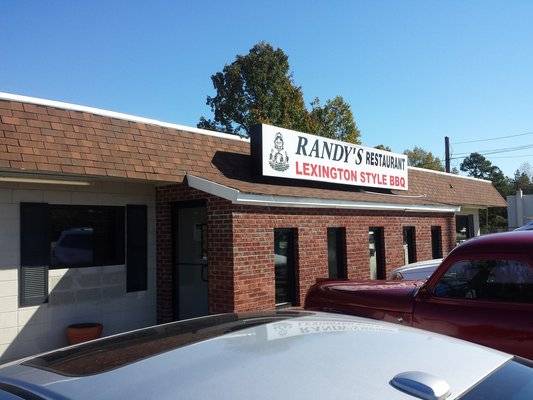 RANDY'S RESTAURANT
LEXINGTON STYLE BBQ